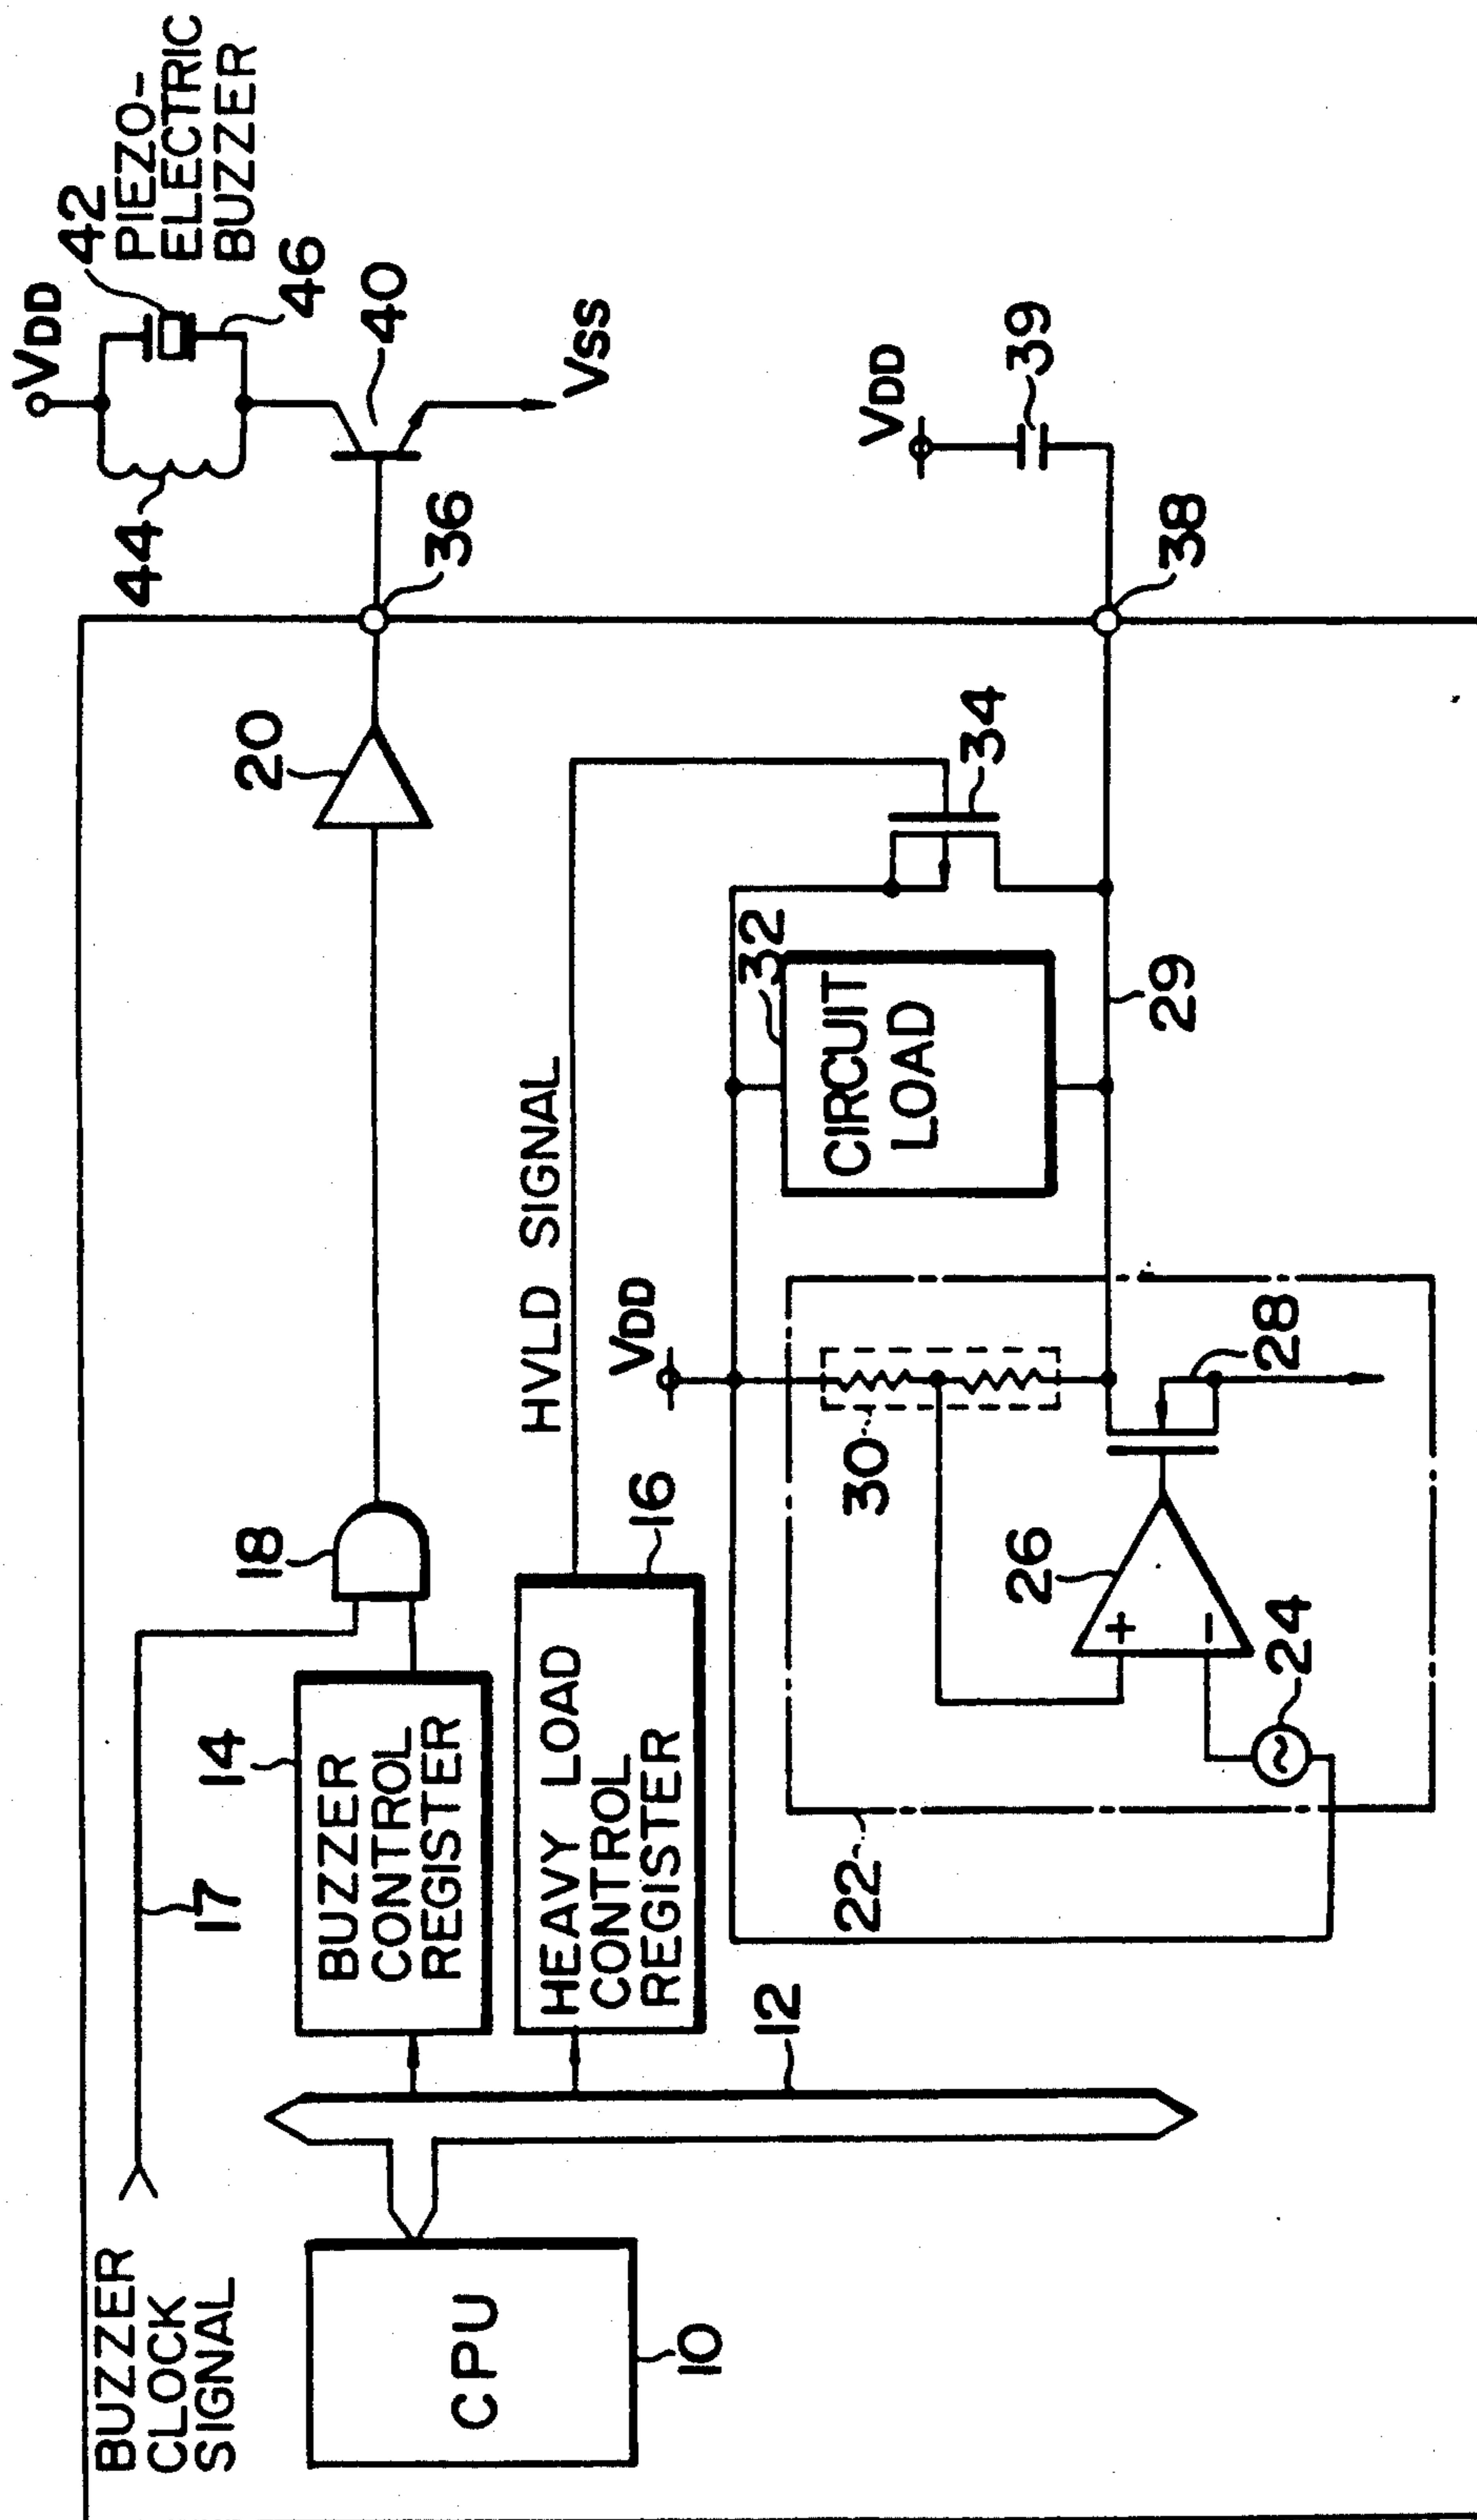 BUZZER
CLOCK
SIGNAL
17
CPU
10
12
14
BUZZER
CONTROL
REGISTER
HEAVY LOAD
CONTROL
REGISTER
16
18
20
HVLD SIGNAL
VDD
22
24
26
+
−
28
30
CIRCUIT
LOAD
32
29
34
36
38
VDD
39
VDD
42
PIEZO-
ELECTRIC
BUZZER
44
46
40
VSS